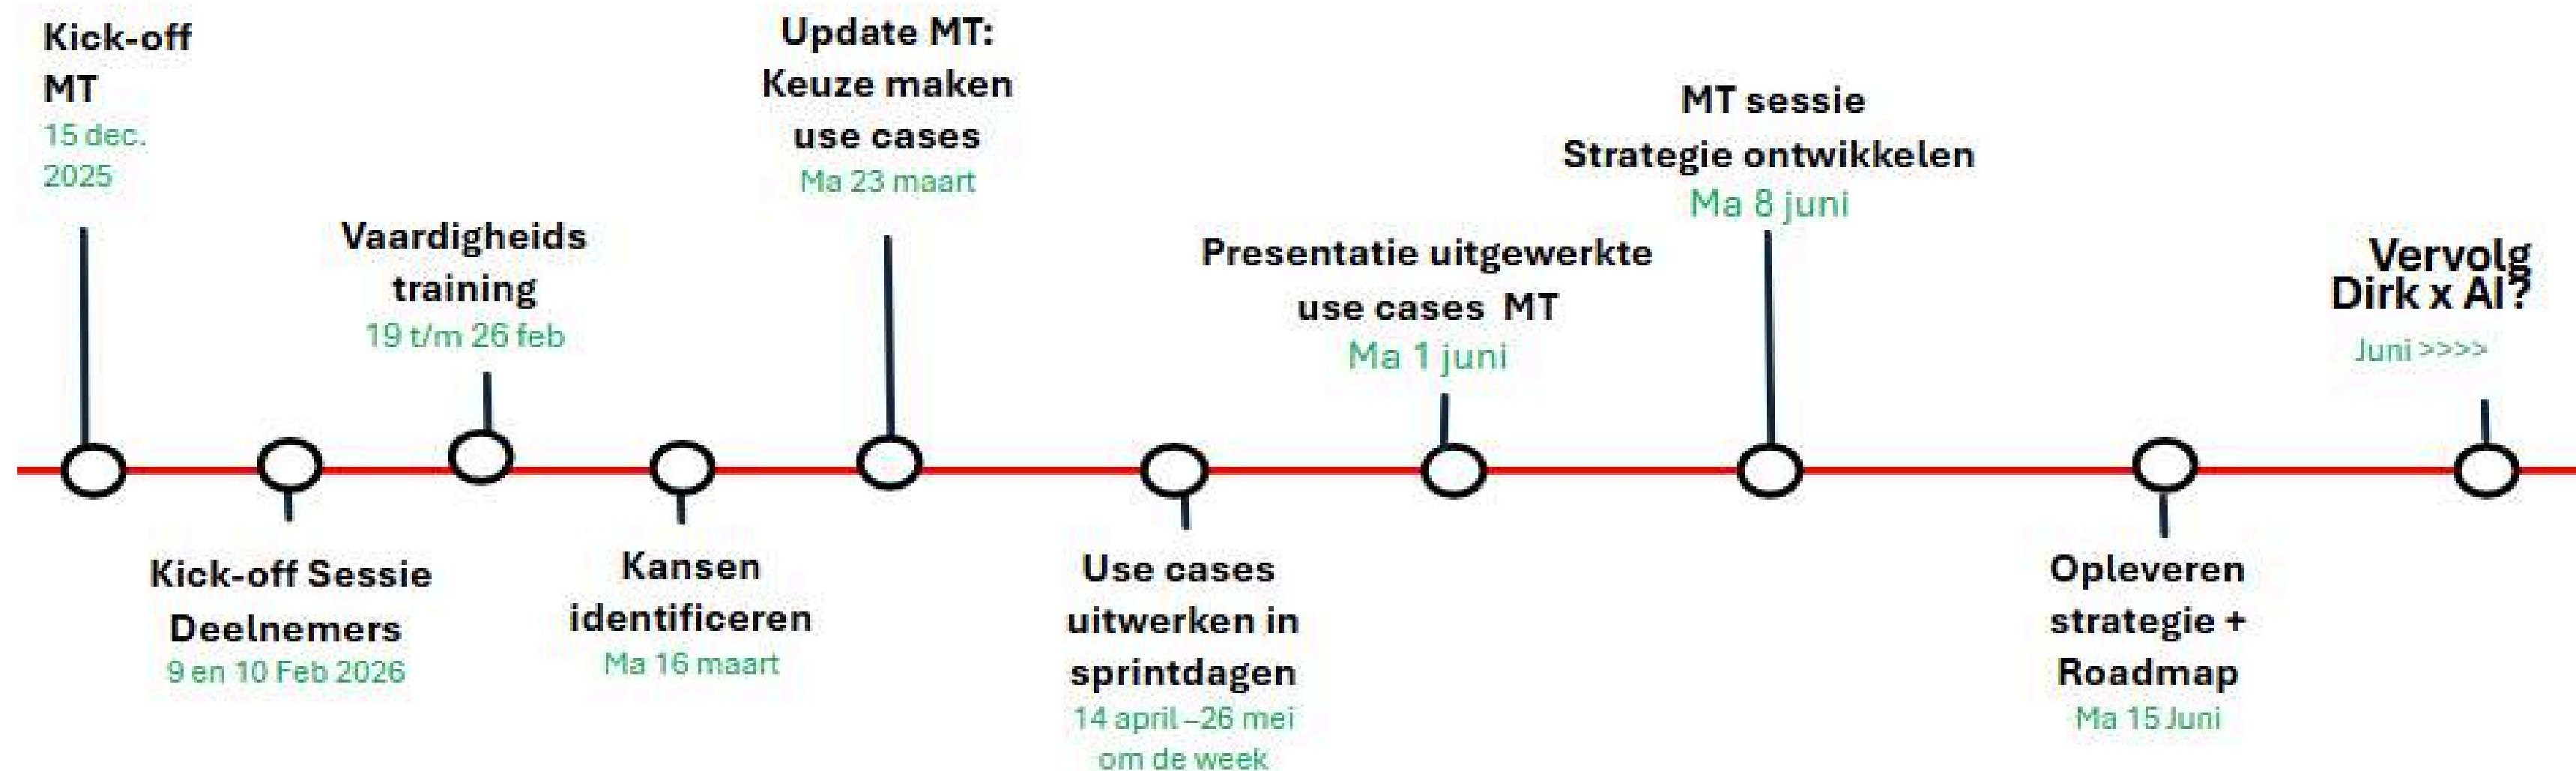 Kick-off
MT
15 dec.
2025
Kick-off Sessie
Deelnemers
9 en 10 Feb 2026
Vaardigheids
training
19 t/m 26 feb
Kansen
identificeren
Ma 16 maart
Update MT:
Keuze maken
use cases
Ma 23 maart
Use cases
uitwerken in
sprintdagen
14 april –26 mei
om de week
Presentatie uitgewerkte
use cases MT
Ma 1 juni
MT sessie
Strategie ontwikkelen
Ma 8 juni
Opleveren
strategie +
Roadmap
Ma 15 Juni
Vervolg
Dirk x AI?
Juni >>>>